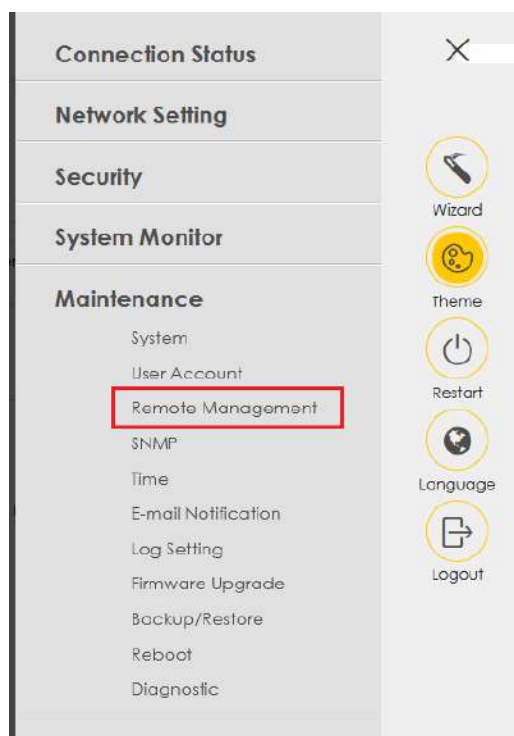 Connection Status
Network Setting
Security
System Monitor
Maintenance
System
User Account
Remote Management
SNMP
Time
E-mail Notification
Log Setting
Firmware Upgrade
Backup/Restore
Reboot
Diagnostic
Wizard
Theme
Restart
Language
Logout